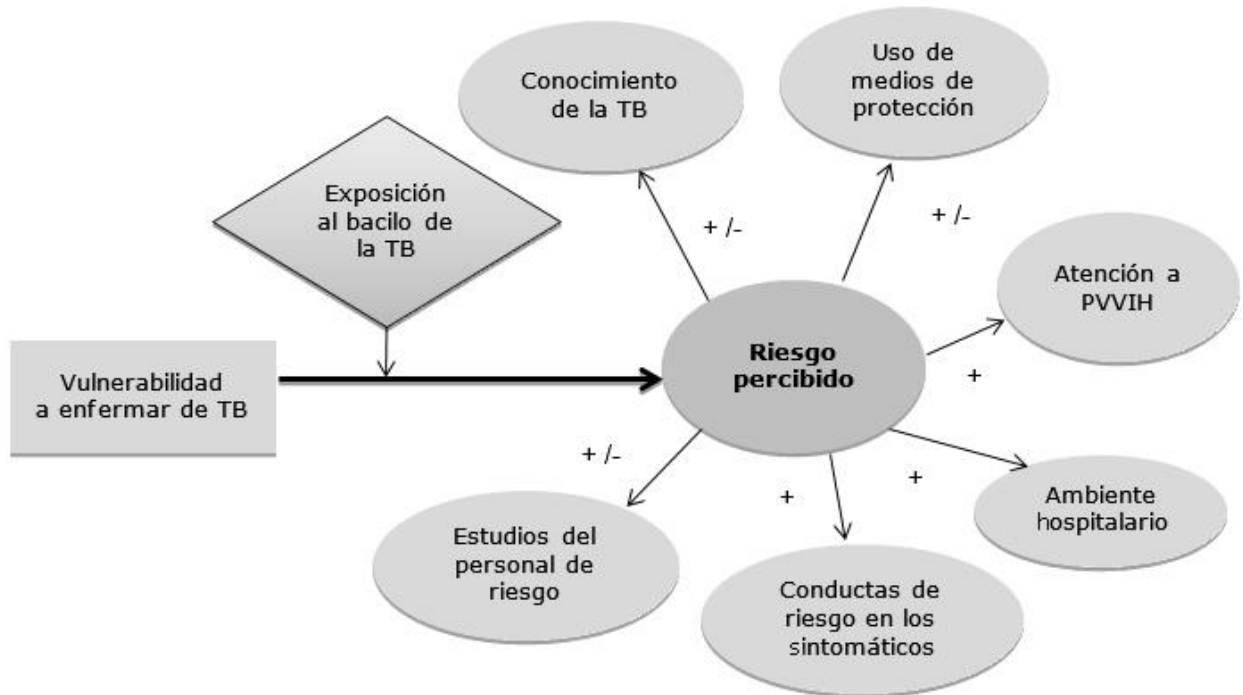 Conocimiento
de la TB
Uso de
medios de
protección
Exposición
al bacilo de
la TB
+ /-
+ /-
Atención a
PVVIH
Vulnerabilidad
a enfermar de TB
Riesgo
percibido
+
+ /-
+
+
Ambiente
hospitalario
Estudios del
personal de
riesgo
Conductas de
riesgo en los
sintomáticos